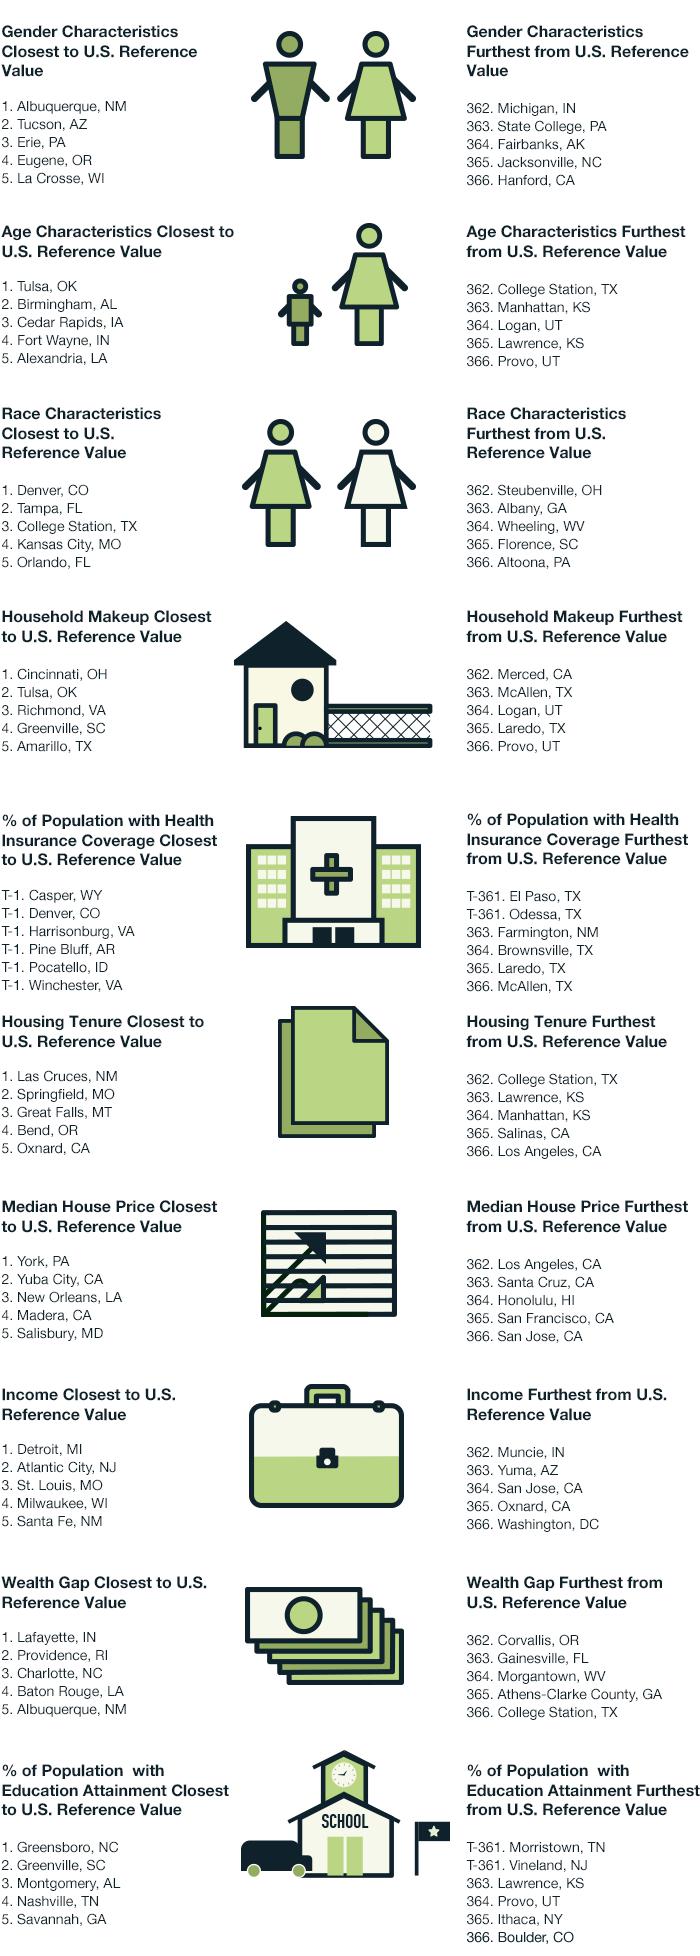 Gender Characteristics
Closest to U.S. Reference
Value
1. Albuquerque, NM
2. Tucson, AZ
3. Erie, PA
4. Eugene, OR
5. La Crosse, WI
Gender Characteristics
Furthest from U.S. Reference
Value
362. Michigan, IN
363. State College, PA
364. Fairbanks, AK
365. Jacksonville, NC
366. Hanford, CA
Age Characteristics Closest to
U.S. Reference Value
1. Tulsa, OK
2. Birmingham, AL
3. Cedar Rapids, IA
4. Fort Wayne, IN
5. Alexandria, LA
Age Characteristics Furthest
from U.S. Reference Value
362. College Station, TX
363. Manhattan, KS
364. Logan, UT
365. Lawrence, KS
366. Provo, UT
Race Characteristics
Closest to U.S.
Reference Value
1. Denver, CO
2. Tampa, FL
3. College Station, TX
4. Kansas City, MO
5. Orlando, FL
Race Characteristics
Furthest from U.S.
Reference Value
362. Steubenville, OH
363. Albany, GA
364. Wheeling, WV
365. Florence, SC
366. Altoona, PA
Household Makeup Closest
to U.S. Reference Value
1. Cincinnati, OH
2. Tulsa, OK
3. Richmond, VA
4. Greenville, SC
5. Amarillo, TX
Household Makeup Furthest
from U.S. Reference Value
362. Merced, CA
363. McAllen, TX
364. Logan, UT
365. Laredo, TX
366. Provo, UT
% of Population with Health
Insurance Coverage Closest
to U.S. Reference Value
T-1. Casper, WY
T-1. Denver, CO
T-1. Harrisonburg, VA
T-1. Pine Bluff, AR
T-1. Pocatello, ID
T-1. Winchester, VA
% of Population with Health
Insurance Coverage Furthest
from U.S. Reference Value
T-361. El Paso, TX
T-361. Odessa, TX
363. Farmington, NM
364. Brownsville, TX
365. Laredo, TX
366. McAllen, TX
Housing Tenure Closest to
U.S. Reference Value
1. Las Cruces, NM
2. Springfield, MO
3. Great Falls, MT
4. Bend, OR
5. Oxnard, CA
Housing Tenure Furthest
from U.S. Reference Value
362. College Station, TX
363. Lawrence, KS
364. Manhattan, KS
365. Salinas, CA
366. Los Angeles, CA
Median House Price Closest
to U.S. Reference Value
1. York, PA
2. Yuba City, CA
3. New Orleans, LA
4. Madera, CA
5. Salisbury, MD
Median House Price Furthest
from U.S. Reference Value
362. Los Angeles, CA
363. Santa Cruz, CA
364. Honolulu, HI
365. San Francisco, CA
366. San Jose, CA
Income Closest to U.S.
Reference Value
1. Detroit, MI
2. Atlantic City, NJ
3. St. Louis, MO
4. Milwaukee, WI
5. Santa Fe, NM
Income Furthest from U.S.
Reference Value
362. Muncie, IN
363. Yuma, AZ
364. San Jose, CA
365. Oxnard, CA
366. Washington, DC
Wealth Gap Closest to U.S.
Reference Value
1. Lafayette, IN
2. Providence, RI
3. Charlotte, NC
4. Baton Rouge, LA
5. Albuquerque, NM
Wealth Gap Furthest from
U.S. Reference Value
362. Corvallis, OR
363. Gainesville, FL
364. Morgantown, WV
365. Athens-Clarke County, GA
366. College Station, TX
% of Population with
Education Attainment Closest
to U.S. Reference Value
1. Greensboro, NC
2. Greenville, SC
3. Montgomery, AL
4. Nashville, TN
5. Savannah, GA
SCHOOL
% of Population with
Education Attainment Furthest
from U.S. Reference Value
T-361. Morristown, TN
T-361. Vineland, NJ
363. Lawrence, KS
364. Provo, UT
365. Ithaca, NY
366. Boulder, CO